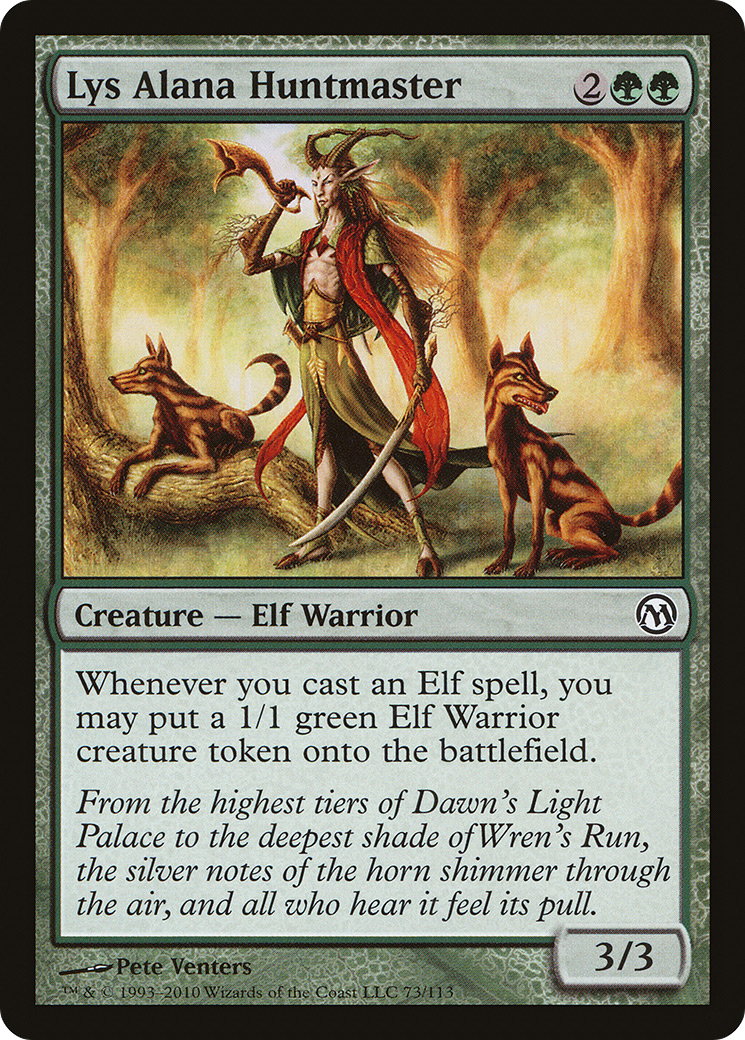 Lys Alana Huntmaster 2
Creature — Elf Warrior
Whenever you cast an Elf spell, you
may put a 1/1 green Elf Warrior
creature token onto the battlefield.
From the highest tiers of Dawn's Light
Palace to the deepest shade of Wren's Run,
the silver notes of the horn shimmer through
the air, and all who hear it feel its pull.
3/3
Pete Venters
™ & © 1993–2010 Wizards of the Coast LLC 73/113